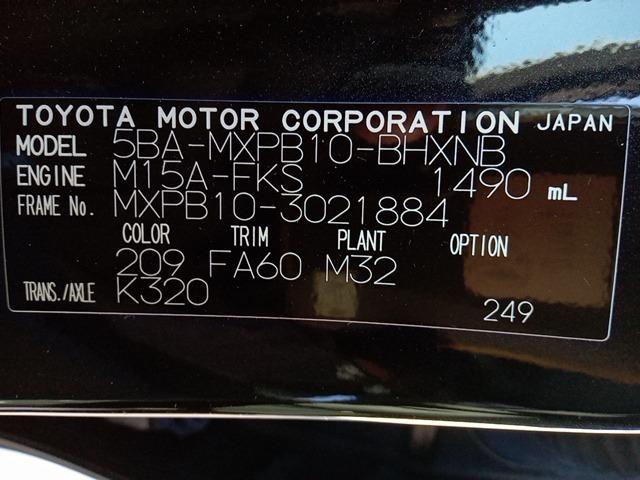 TOYOTA MOTOR CORPORATION JAPAN
MODEL 5BA-MXPB10-BHXNB
ENGINE M15A-FKS 1490 mL
FRAME No. MXPB10-3021884
COLOR TRIM PLANT OPTION
209 FA60 M32
TRANS./AXLE K320
249